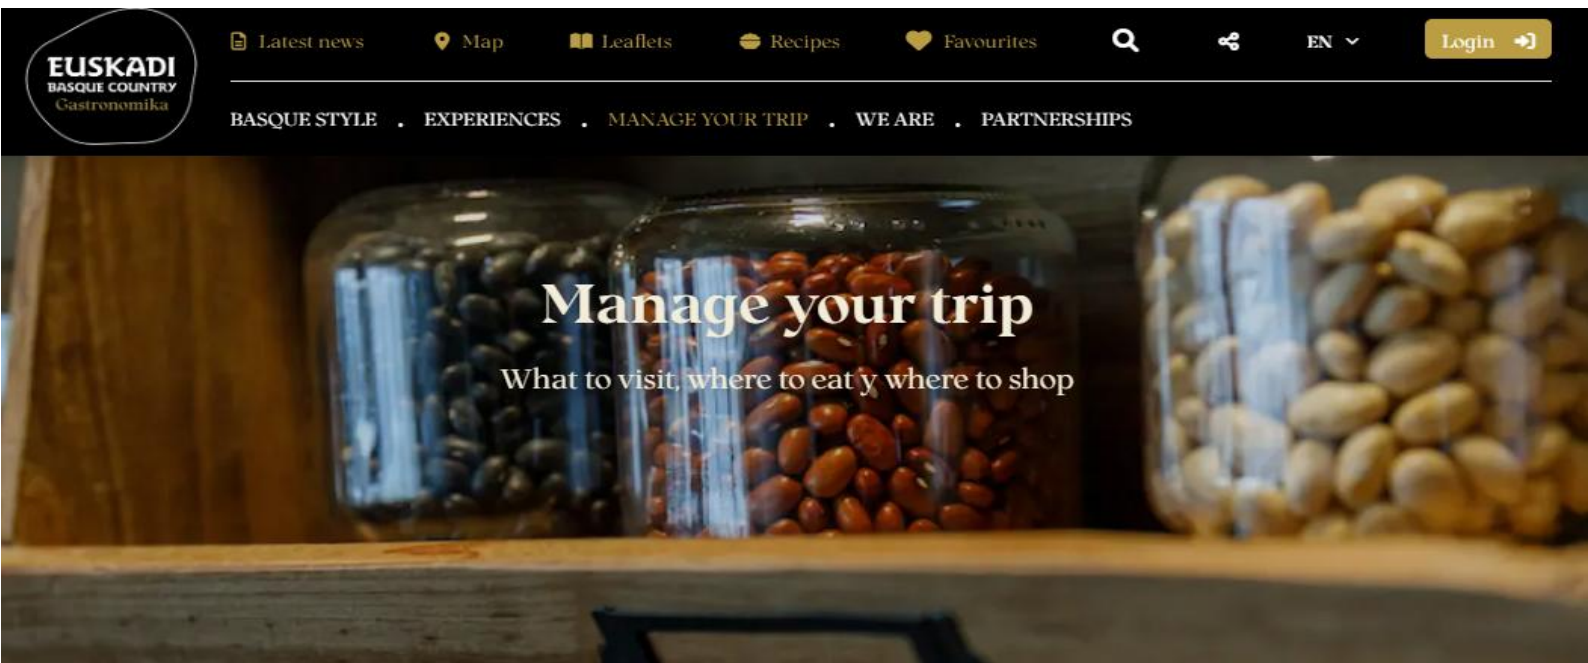 EUSKADI
BASQUE COUNTRY
Gastronomika
Latest news Map Leaflets Recipes Favourites EN Login
BASQUE STYLE . EXPERIENCES . MANAGE YOUR TRIP . WE ARE . PARTNERSHIPS
Manage your trip
What to visit, where to eat y where to shop